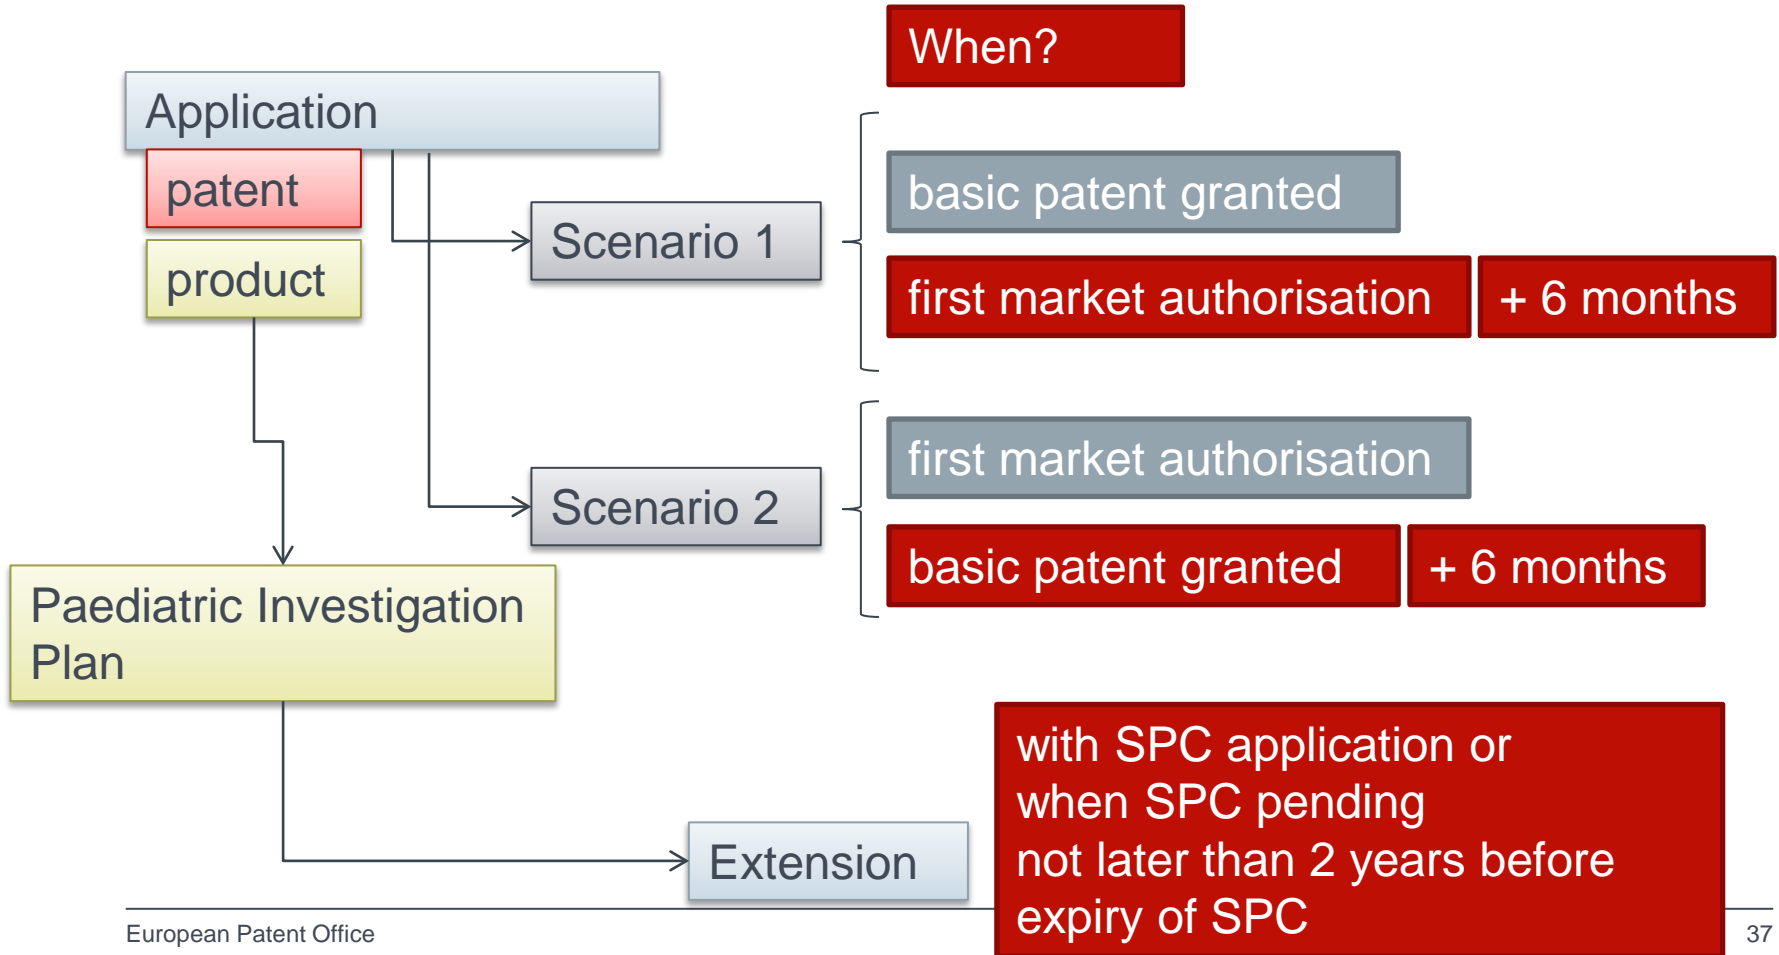 When?
Application
patent
product
Scenario 1
basic patent granted
first market authorisation
+ 6 months
Scenario 2
first market authorisation
basic patent granted
+ 6 months
Paediatric Investigation
Plan
Extension
with SPC application or
when SPC pending
not later than 2 years before
expiry of SPC
European Patent Office
37